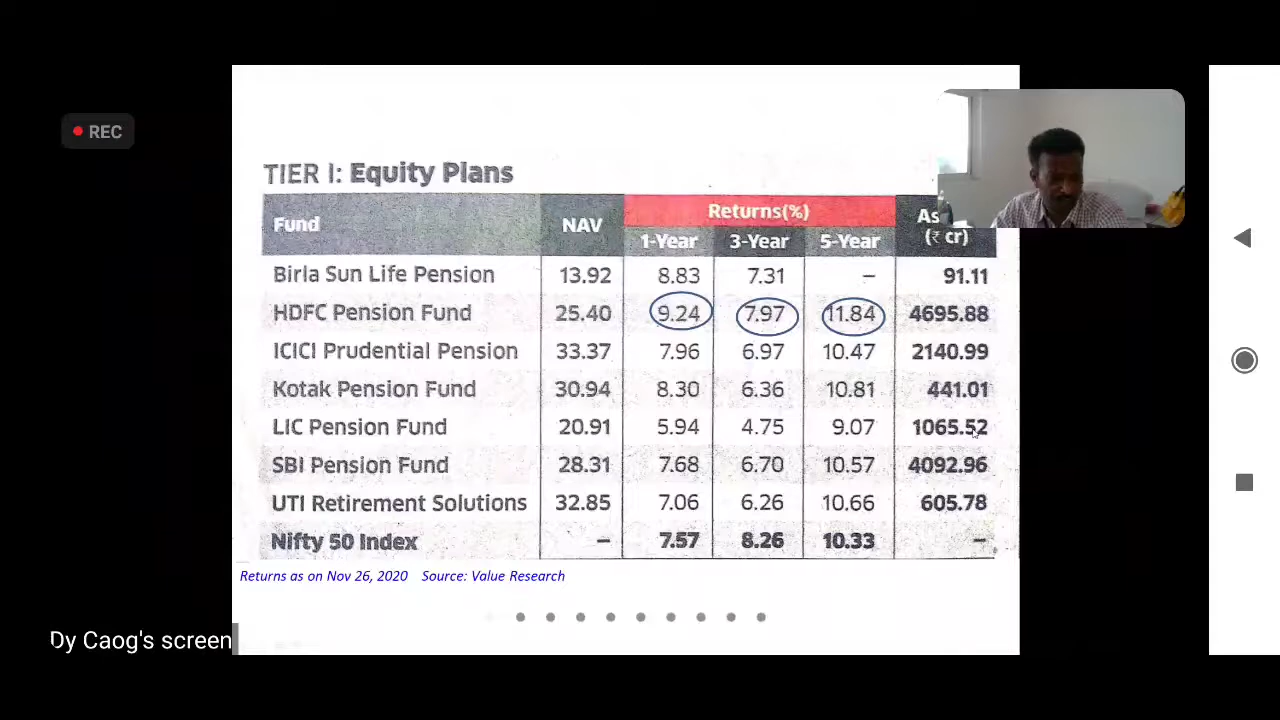 REC
TIER I: Equity Plans
Fund NAV Returns(%) As
1-Year 3-Year 5-Year (₹ cr)
Birla Sun Life Pension 13.92 8.83 7.31 – 91.11
HDFC Pension Fund 25.40 9.24 7.97 11.84 4695.88
ICICI Prudential Pension 33.37 7.96 6.97 10.47 2140.99
Kotak Pension Fund 30.94 8.30 6.36 10.81 441.01
LIC Pension Fund 20.91 5.94 4.75 9.07 1065.52
SBI Pension Fund 28.31 7.68 6.70 10.57 4092.96
UTI Retirement Solutions 32.85 7.06 6.26 10.66 605.78
Nifty 50 Index – 7.57 8.26 10.33 –
Returns as on Nov 26, 2020 Source: Value Research
Dy Caog's screen